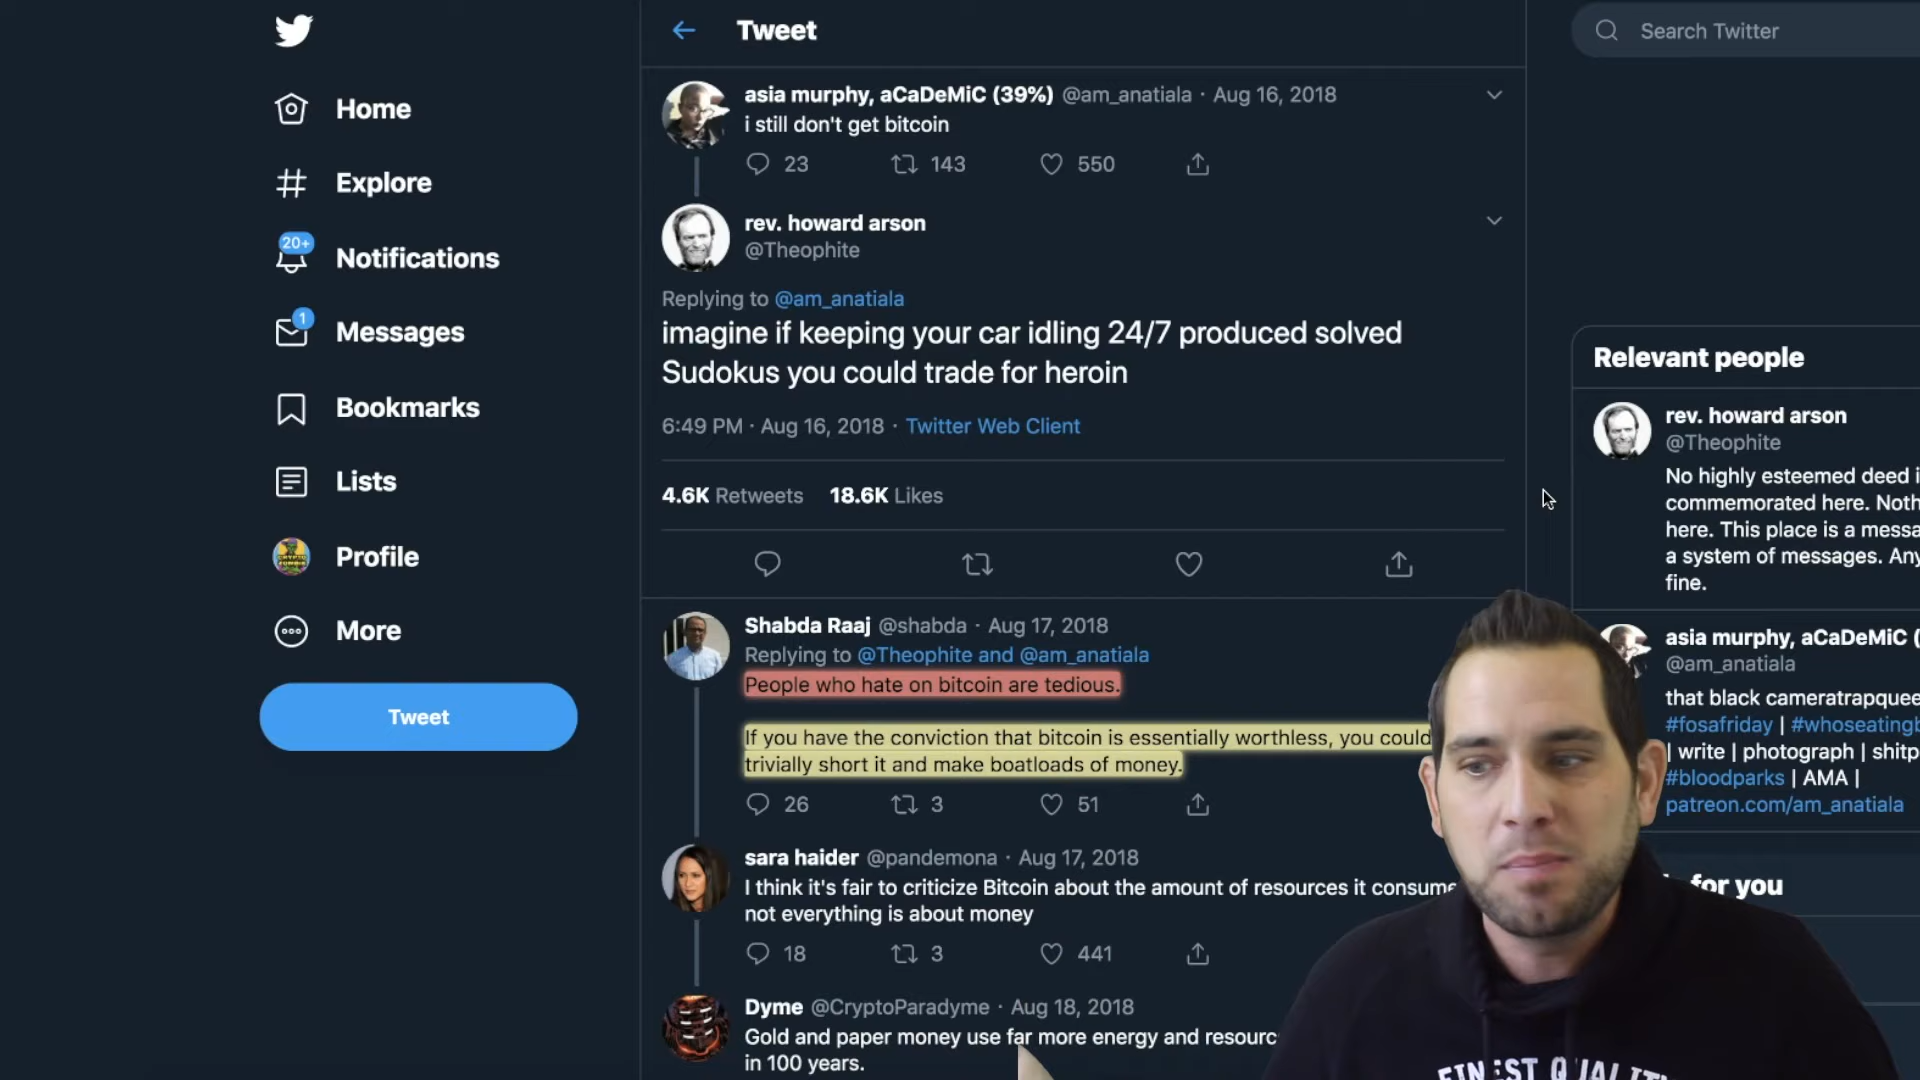 Tweet
Search Twitter
Home
Explore
20+
Notifications
1
Messages
Bookmarks
Lists
Profile
More
Tweet
asia murphy, aCaDeMiC (39%) @am_anatiala · Aug 16, 2018
i still don't get bitcoin
23 143 550
rev. howard arson
@Theophite
Replying to @am_anatiala
imagine if keeping your car idling 24/7 produced solved
Sudokus you could trade for heroin
6:49 PM · Aug 16, 2018 · Twitter Web Client
4.6K Retweets 18.6K Likes
Shabda Raaj @shabda · Aug 17, 2018
Replying to @Theophite and @am_anatiala
People who hate on bitcoin are tedious.
If you have the conviction that bitcoin is essentially worthless, you could
trivially short it and make boatloads of money.
26 3 51
sara haider @pandemona · Aug 17, 2018
I think it's fair to criticize Bitcoin about the amount of resources it consume
not everything is about money
18 3 441
Dyme @CryptoParadyme · Aug 18, 2018
Gold and paper money use far more energy and resourc
in 100 years.
Relevant people
rev. howard arson
@Theophite
No highly esteemed deed i
commemorated here. Noth
here. This place is a messa
a system of messages. Any
fine.
asia murphy, aCaDeMiC (
@am_anatiala
that black cameratrapquee
#fosafriday | #whoseatingb
| write | photograph | shitp
#bloodparks | AMA |
patreon.com/am_anatiala
for you
FINEST QUALITY